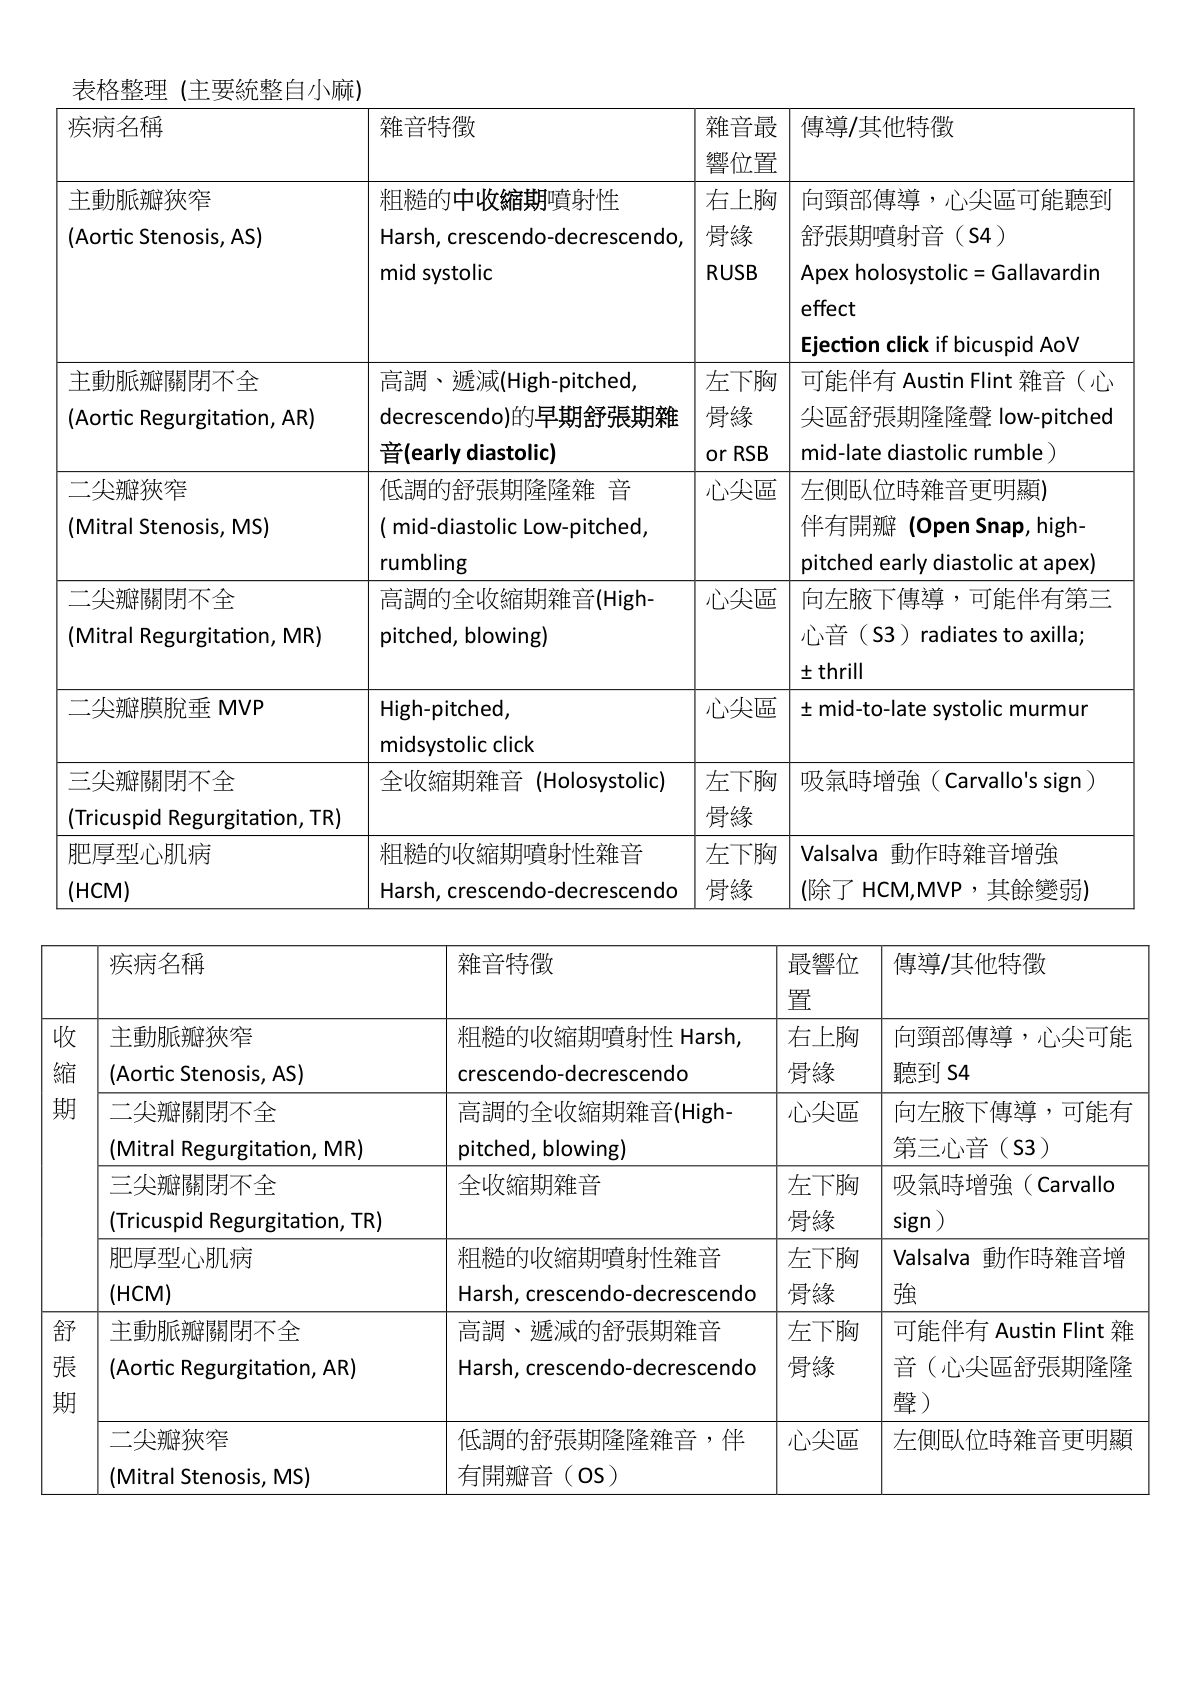 表格整理 (主要統整自小麻)
疾病名稱
雜音特徵
雜音最
響位置
傳導/其他特徵
主動脈瓣狹窄
(Aortic Stenosis, AS)
粗糙的中收縮期噴射性
Harsh, crescendo-decrescendo,
mid systolic
右上胸
骨緣
RUSB
向頸部傳導，心尖區可能聽到
舒張期噴射音（S4）
Apex holosystolic = Gallavardin
effect
Ejection click if bicuspid AoV
主動脈瓣關閉不全
(Aortic Regurgitation, AR)
高調、遞減(High-pitched,
decrescendo)的早期舒張期雜
音(early diastolic)
左下胸
骨緣
or RSB
可能伴有 Austin Flint 雜音（心
尖區舒張期隆隆聲 low-pitched
mid-late diastolic rumble）
二尖瓣狹窄
(Mitral Stenosis, MS)
低調的舒張期隆隆雜 音
( mid-diastolic Low-pitched,
rumbling
心尖區
左側臥位時雜音更明顯)
伴有開瓣 (Open Snap, high-
pitched early diastolic at apex)
二尖瓣關閉不全
(Mitral Regurgitation, MR)
高調的全收縮期雜音(High-
pitched, blowing)
心尖區
向左腋下傳導，可能伴有第三
心音（S3）radiates to axilla;
± thrill
二尖瓣膜脫垂 MVP
High-pitched,
midsystolic click
心尖區
± mid-to-late systolic murmur
三尖瓣關閉不全
(Tricuspid Regurgitation, TR)
全收縮期雜音 (Holosystolic)
左下胸
骨緣
吸氣時增強（Carvallo's sign）
肥厚型心肌病
(HCM)
粗糙的收縮期噴射性雜音
Harsh, crescendo-decrescendo
左下胸
骨緣
Valsalva 動作時雜音增強
(除了 HCM,MVP，其餘變弱)
疾病名稱
雜音特徵
最響位
置
傳導/其他特徵
收
縮
期
主動脈瓣狹窄
(Aortic Stenosis, AS)
粗糙的收縮期噴射性 Harsh,
crescendo-decrescendo
右上胸
骨緣
向頸部傳導，心尖可能
聽到 S4
二尖瓣關閉不全
(Mitral Regurgitation, MR)
高調的全收縮期雜音(High-
pitched, blowing)
心尖區
向左腋下傳導，可能有
第三心音（S3）
三尖瓣關閉不全
(Tricuspid Regurgitation, TR)
全收縮期雜音
左下胸
骨緣
吸氣時增強（Carvallo
sign）
肥厚型心肌病
(HCM)
粗糙的收縮期噴射性雜音
Harsh, crescendo-decrescendo
左下胸
骨緣
Valsalva 動作時雜音增
強
舒
張
期
主動脈瓣關閉不全
(Aortic Regurgitation, AR)
高調、遞減的舒張期雜音
Harsh, crescendo-decrescendo
左下胸
骨緣
可能伴有 Austin Flint 雜
音（心尖區舒張期隆隆
聲）
二尖瓣狹窄
(Mitral Stenosis, MS)
低調的舒張期隆隆雜音，伴
有開瓣音（OS）
心尖區
左側臥位時雜音更明顯